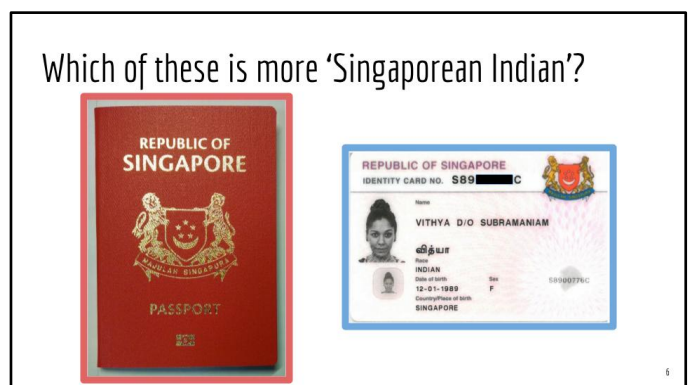 Which of these is more ‘Singaporean Indian’?
REPUBLIC OF
SINGAPORE
MAJULAH SINGAPURA
PASSPORT
REPUBLIC OF SINGAPORE
IDENTITY CARD NO. S89 C
Name
VITHYA D/O SUBRAMANIAM
வித்யா
Race
INDIAN
Date of birth Sex
12-01-1989 F
Country/Place of birth
SINGAPORE
6